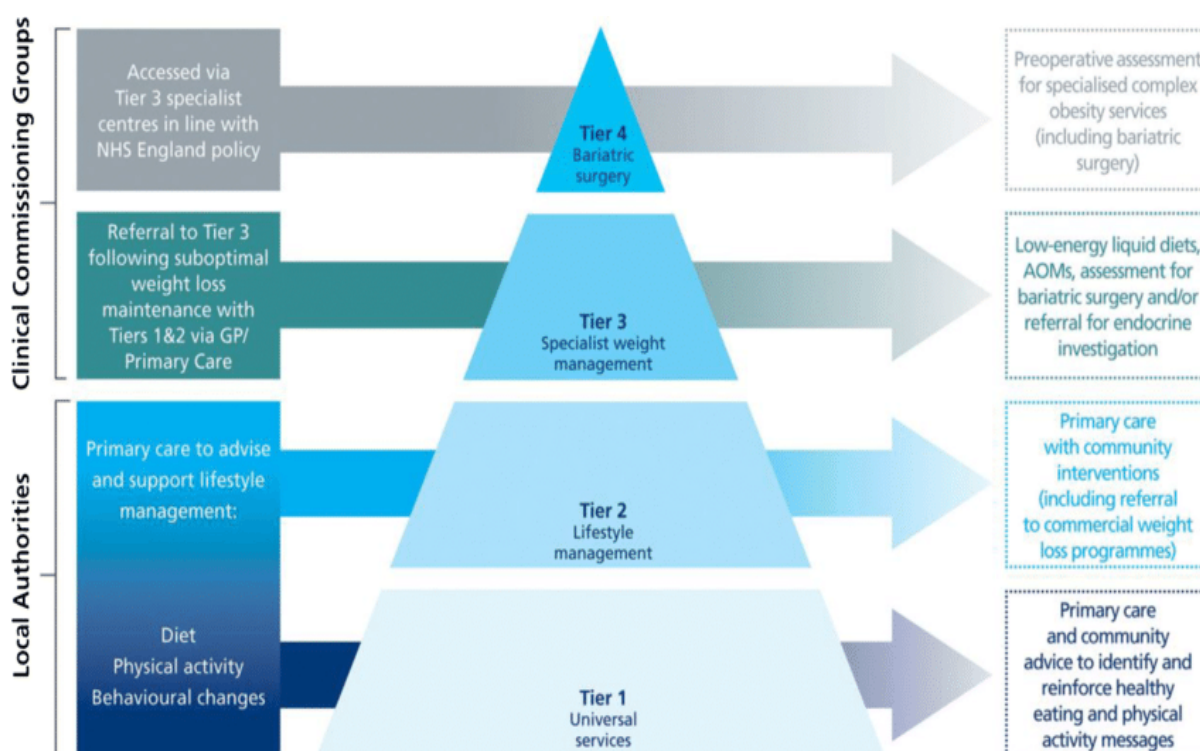 Clinical Commissioning Groups
Accessed via
Tier 3 specialist
centres in line with
NHS England policy
Tier 4
Bariatric
surgery
Preoperative assessment
for specialised complex
obesity services
(including bariatric
surgery)
Referral to Tier 3
following suboptimal
weight loss
maintenance with
Tiers 1&2 via GP/
Primary Care
Tier 3
Specialist weight
management
Low-energy liquid diets,
AOMs, assessment for
bariatric surgery and/or
referral for endocrine
investigation
Local Authorities
Primary care to advise
and support lifestyle
management:
Tier 2
Lifestyle
management
Primary care
with community
interventions
(including referral
to commercial weight
loss programmes)
Diet
Physical activity
Behavioural changes
Tier 1
Universal
services
Primary care
and community
advice to identify and
reinforce healthy
eating and physical
activity messages